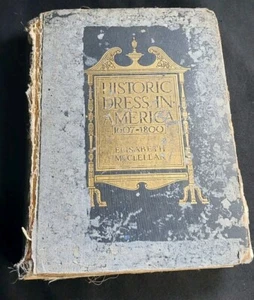 HISTORIC
DRESS IN
AMERICA
1607-1800
ELISABETH
McCLELLAN